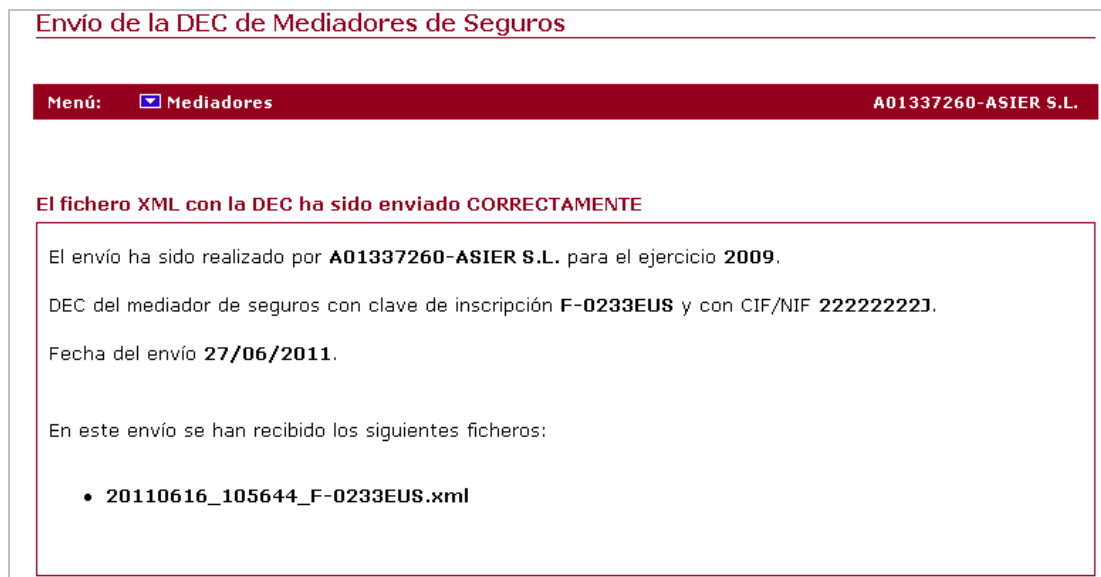 Envío de la DEC de Mediadores de Seguros
Menú: Mediadores A01337260-ASIER S.L.
El fichero XML con la DEC ha sido enviado CORRECTAMENTE
El envío ha sido realizado por A01337260-ASIER S.L. para el ejercicio 2009.
DEC del mediador de seguros con clave de inscripción F-0233EUS y con CIF/NIF 22222222J.
Fecha del envío 27/06/2011.
En este envío se han recibido los siguientes ficheros:
• 20110616_105644_F-0233EUS.xml